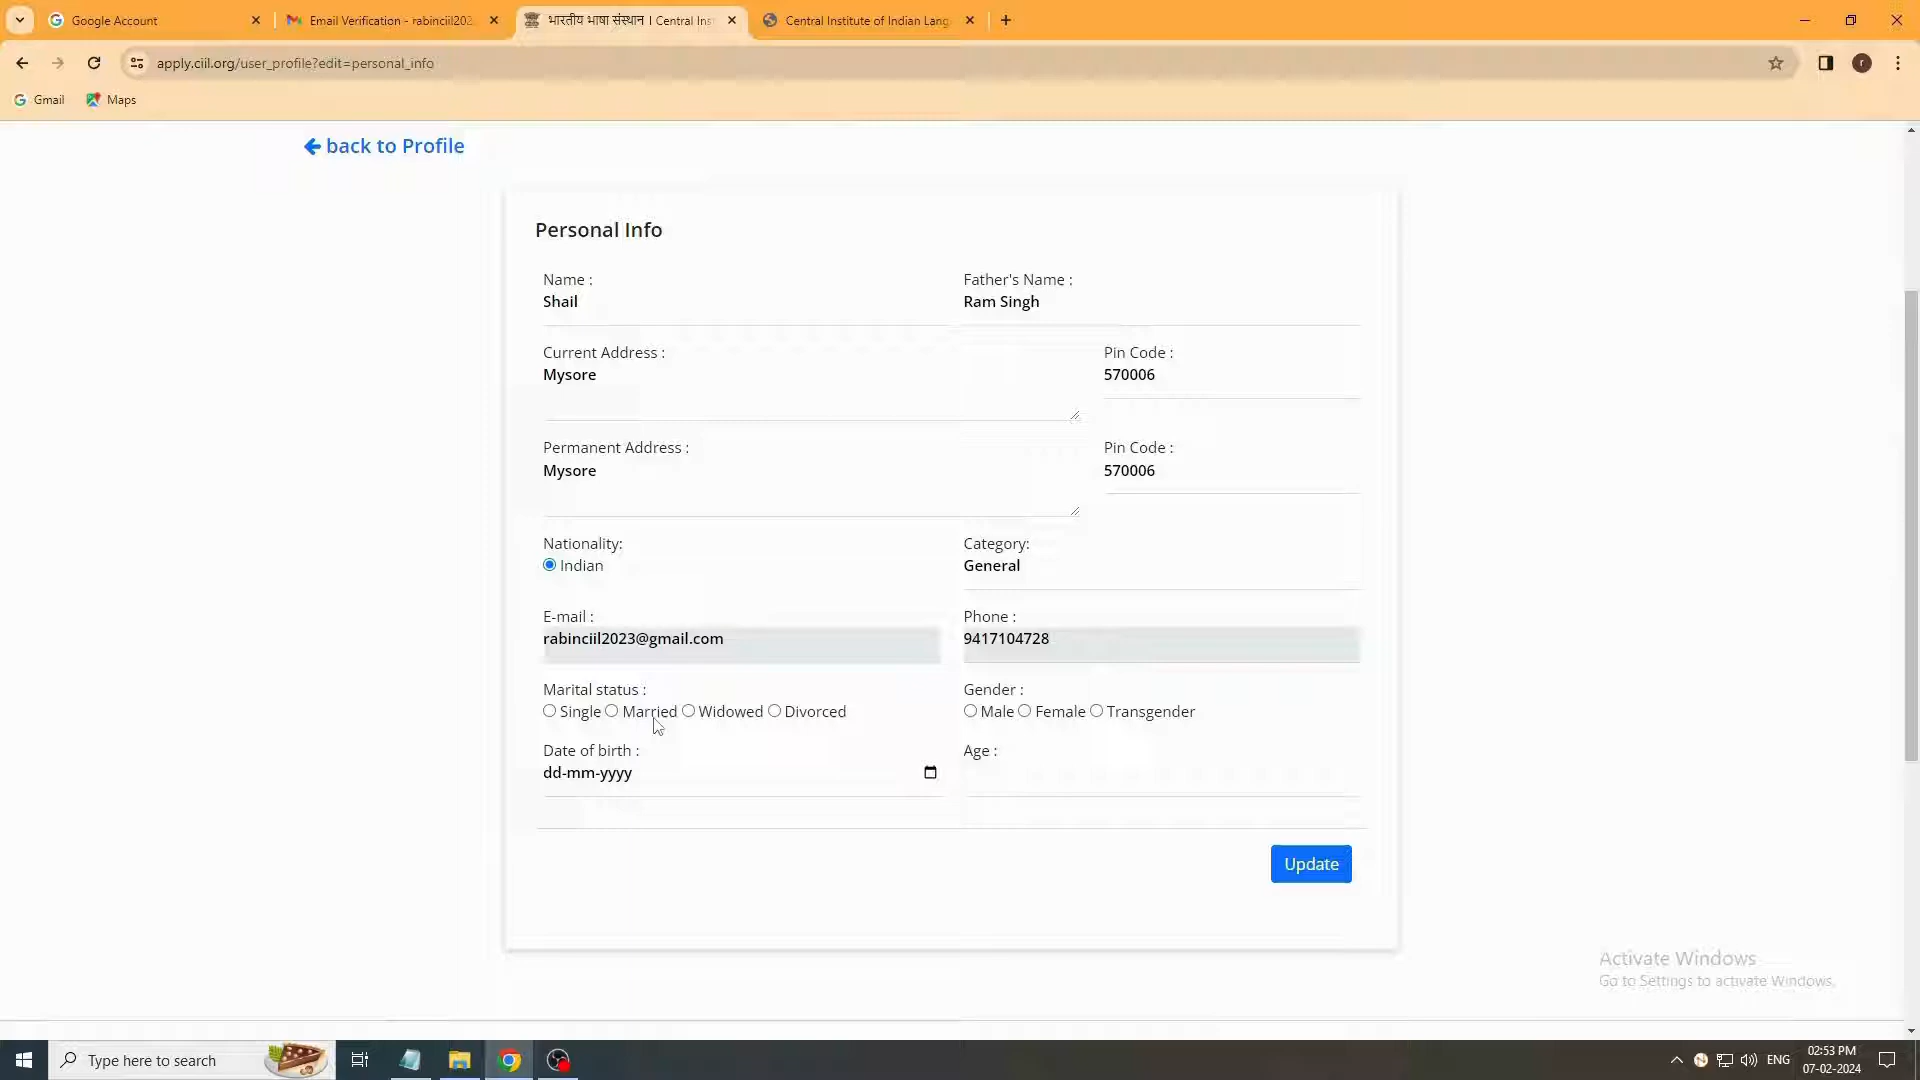 Google Account
Email Verification - rabinciil202
भारतीय भाषा संस्थान । Central Inst
Central Institute of Indian Lang
apply.ciil.org/user_profile?edit=personal_info
r
Gmail
Maps
back to Profile
Personal Info
Name :
Father's Name :
Shail
Ram Singh
Current Address :
Pin Code :
Mysore
570006
Permanent Address :
Pin Code :
Mysore
570006
Nationality:
Category:
Indian
General
E-mail :
Phone :
rabinciil2023@gmail.com
9417104728
Marital status :
Gender :
Single Married Widowed Divorced
Male Female Transgender
Date of birth :
Age :
dd-mm-yyyy
Update
Activate Windows
Go to Settings to activate Windows.
Type here to search
ENG
02:53 PM
07-02-2024